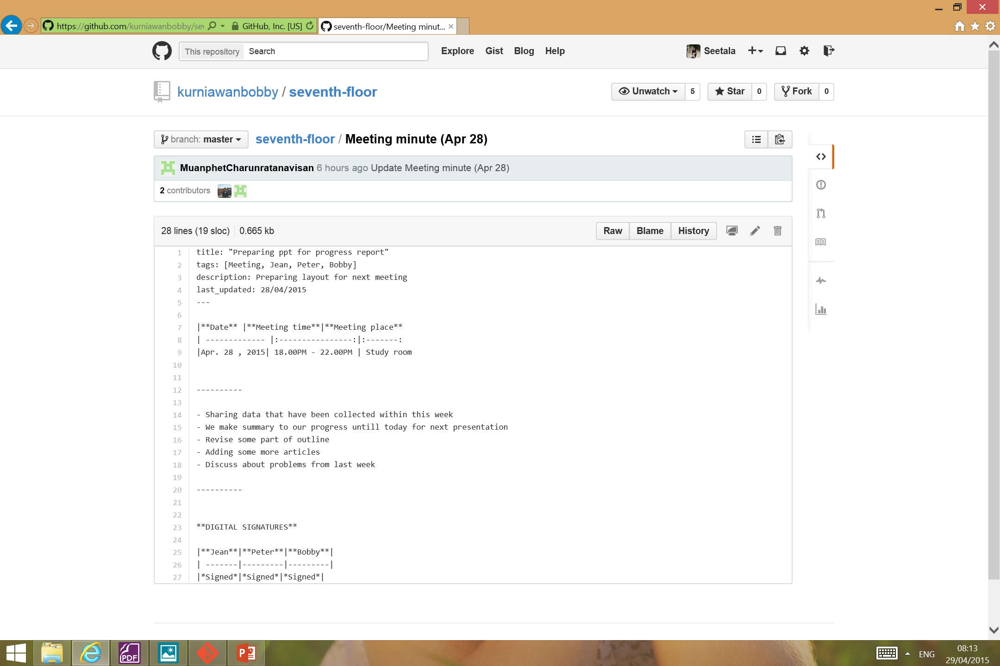 https://github.com/kurniawanbobby/sev
GitHub, Inc. [US]
seventh-floor/Meeting minut...
This repository
Search
Explore
Gist
Blog
Help
Seetala
kurniawanbobby / seventh-floor
Unwatch
5
Star
0
Fork
0
branch: master
seventh-floor / Meeting minute (Apr 28)
MuanphetCharunratanavisan 6 hours ago Update Meeting minute (Apr 28)
2 contributors
28 lines (19 sloc)
0.665 kb
Raw
Blame
History
1 title: "Preparing ppt for progress report"
2 tags: [Meeting, Jean, Peter, Bobby]
3 description: Preparing layout for next meeting
4 last_updated: 28/04/2015
5 ---
6
7 |**Date** |**Meeting time**|**Meeting place**
8 | ------------- |:----------------:|:-------:
9 |Apr. 28 , 2015| 18.00PM - 22.00PM | Study room
10
11
12 ----------
13
14 - Sharing data that have been collected within this week
15 - We make summary to our progress untill today for next presentation
16 - Revise some part of outline
17 - Adding some more articles
18 - Discuss about problems from last week
19
20 ----------
21
22
23 **DIGITAL SIGNATURES**
24
25 |**Jean**|**Peter**|**Bobby**|
26 | -------|---------|---------|
27 |*Signed*|*Signed*|*Signed*|
PDF
P
ENG
08:13
29/04/2015